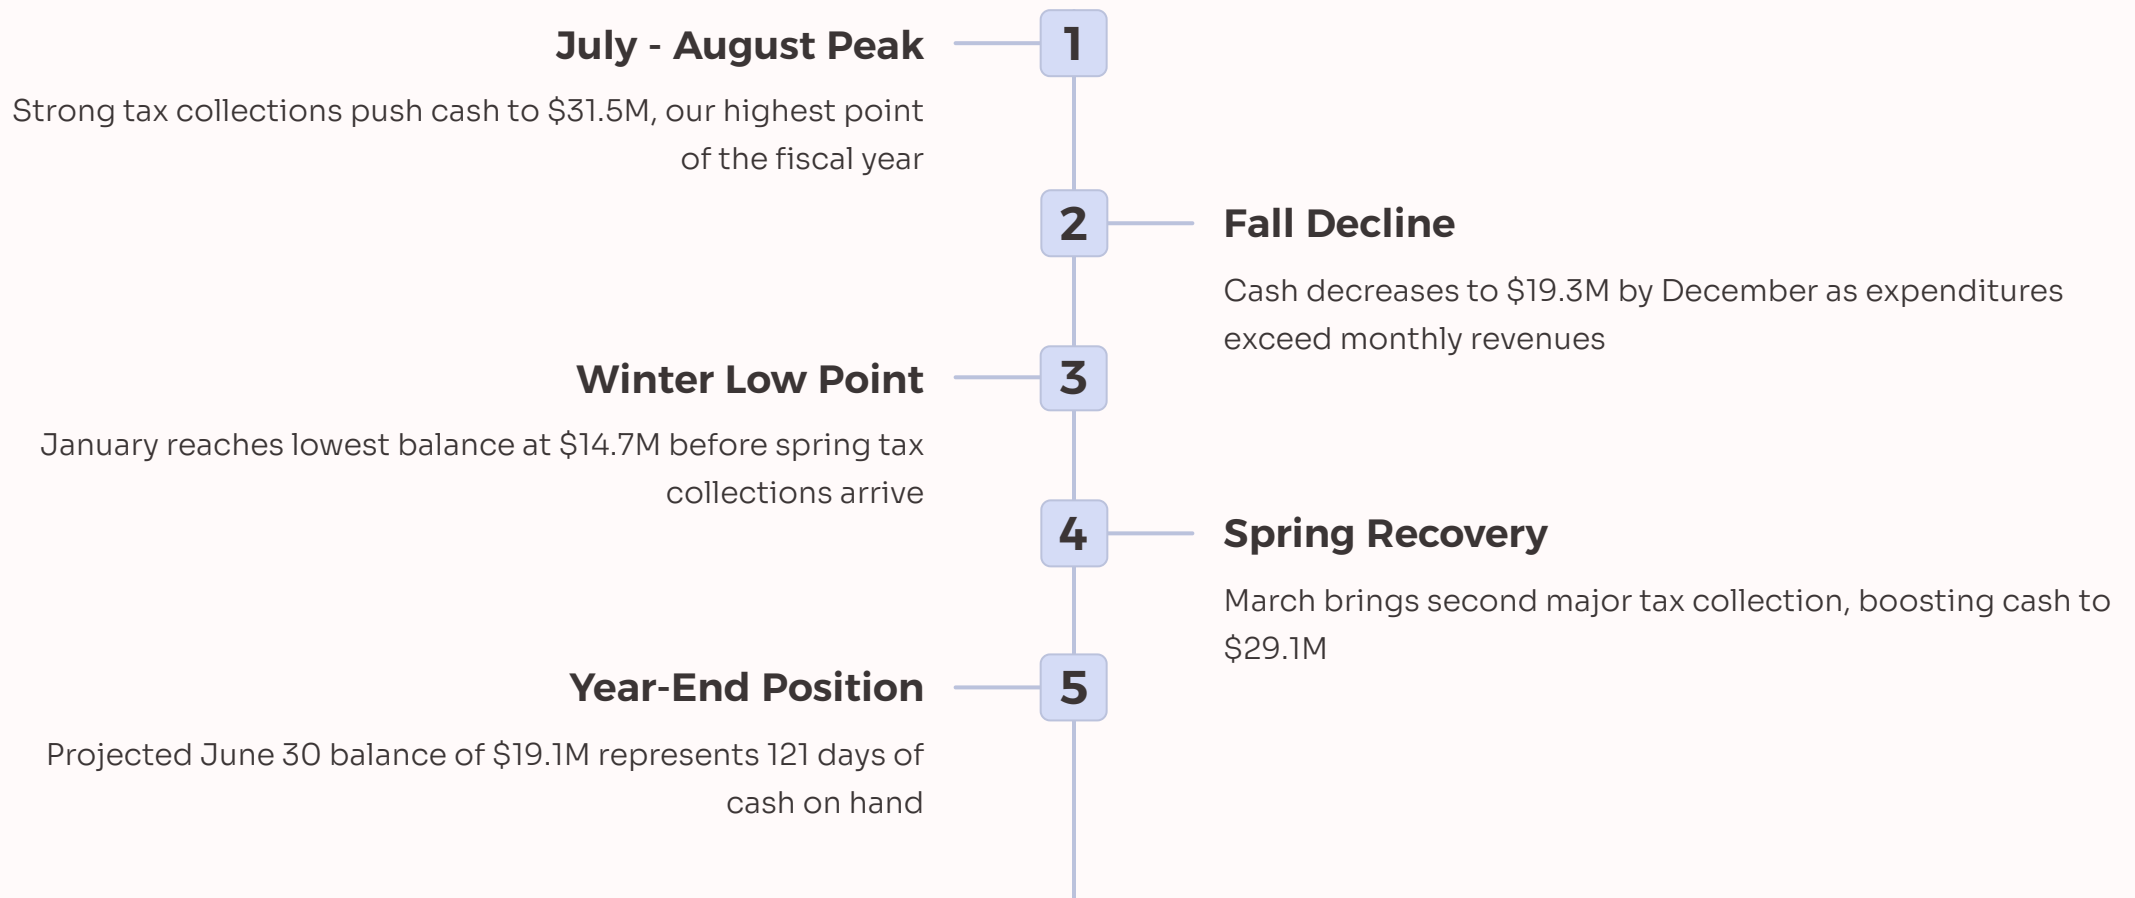 July - August Peak
1
Strong tax collections push cash to $31.5M, our highest point
of the fiscal year
2
Fall Decline
Cash decreases to $19.3M by December as expenditures
exceed monthly revenues
Winter Low Point
3
January reaches lowest balance at $14.7M before spring tax
collections arrive
4
Spring Recovery
March brings second major tax collection, boosting cash to
$29.1M
Year-End Position
5
Projected June 30 balance of $19.1M represents 121 days of
cash on hand